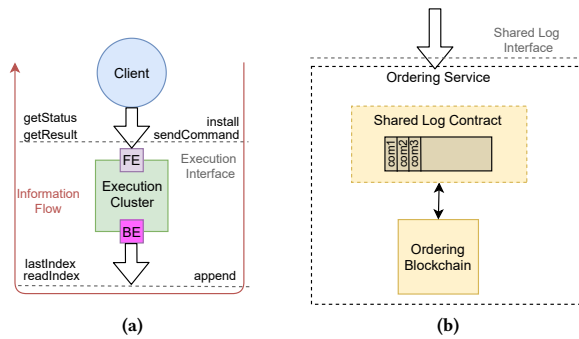 Client
getStatus
getResult
install
sendCommand
FE
Execution
Interface
Execution
Cluster
Information
Flow
BE
lastIndex
readIndex
append
(a)
Shared Log
Interface
Ordering Service
Shared Log Contract
com1
com2
com3
Ordering
Blockchain
(b)